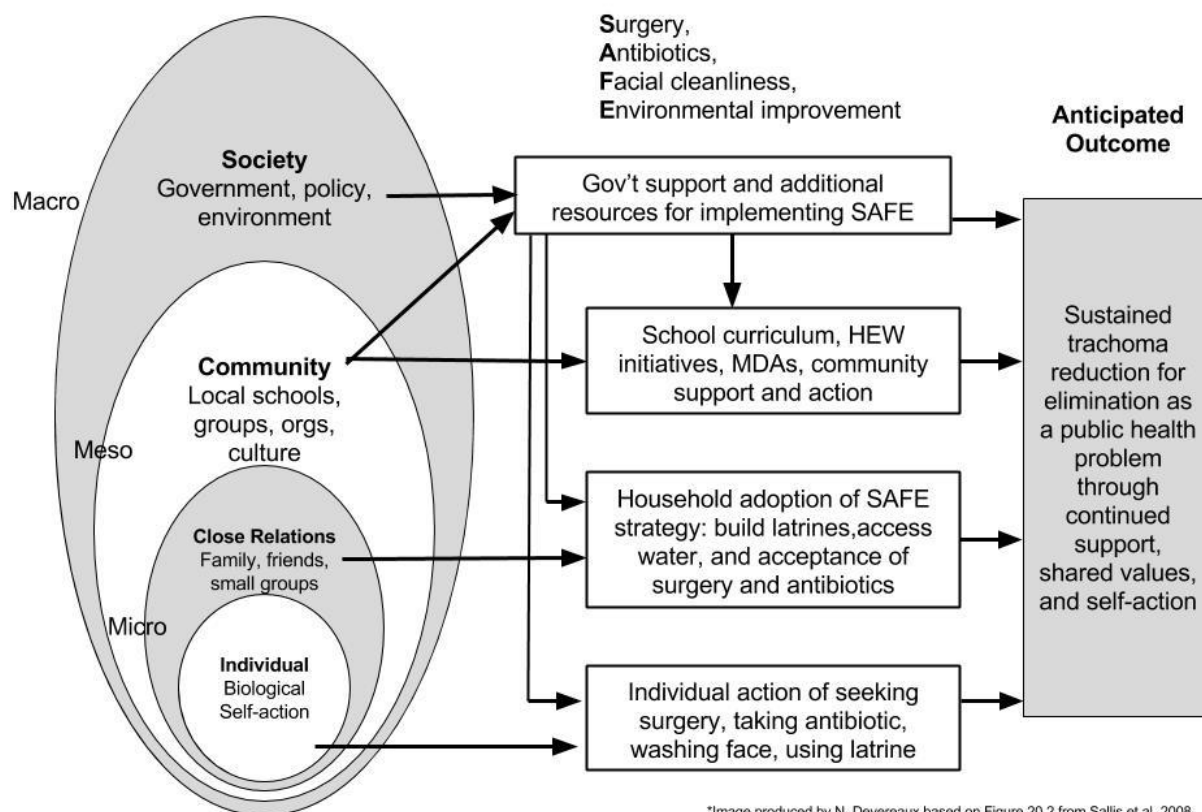 Surgery,
Antibiotics,
Facial cleanliness,
Environmental improvement
Anticipated
Outcome
Macro
Society
Government, policy,
environment
Gov't support and additional
resources for implementing SAFE
Meso
Community
Local schools,
groups, orgs,
culture
School curriculum, HEW
initiatives, MDAs, community
support and action
Micro
Close Relations
Family, friends,
small groups
Household adoption of SAFE
strategy: build latrines,access
water, and acceptance of
surgery and antibiotics
Individual
Biological
Self-action
Individual action of seeking
surgery, taking antibiotic,
washing face, using latrine
Sustained
trachoma
reduction for
elimination as
a public health
problem
through
continued
support,
shared values,
and self-action
*Image produced by N. Devereaux based on Figure 20.2 from Sallis et al. 2008